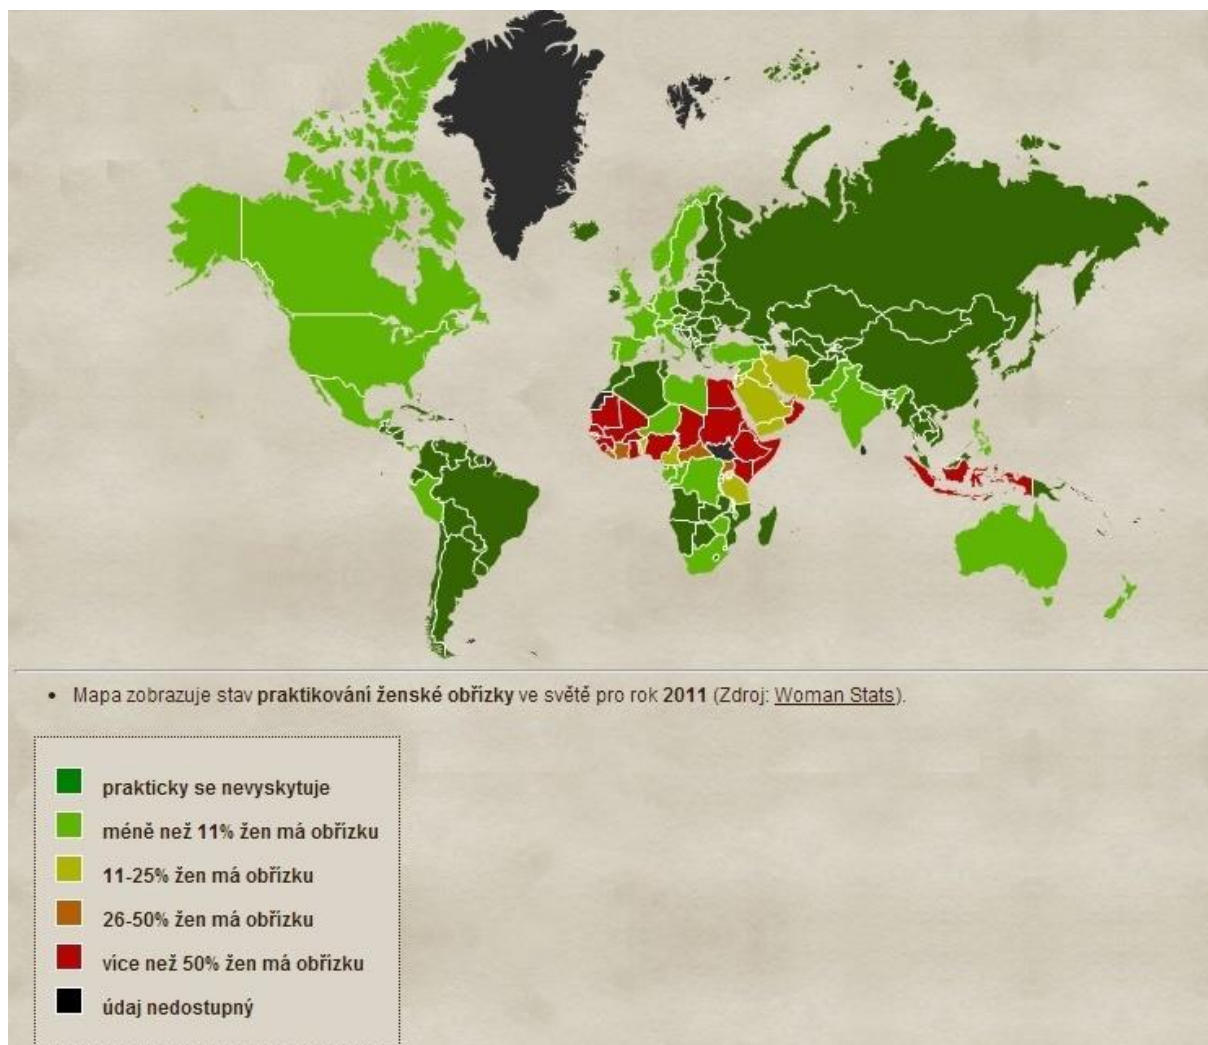 Mapa zobrazuje stav praktikování ženské obřízky ve světě pro rok 2011 (Zdroj: Woman Stats).
prakticky se nevyskytuje
méně než 11% žen má obřízku
11-25% žen má obřízku
26-50% žen má obřízku
více než 50% žen má obřízku
údaj nedostupný